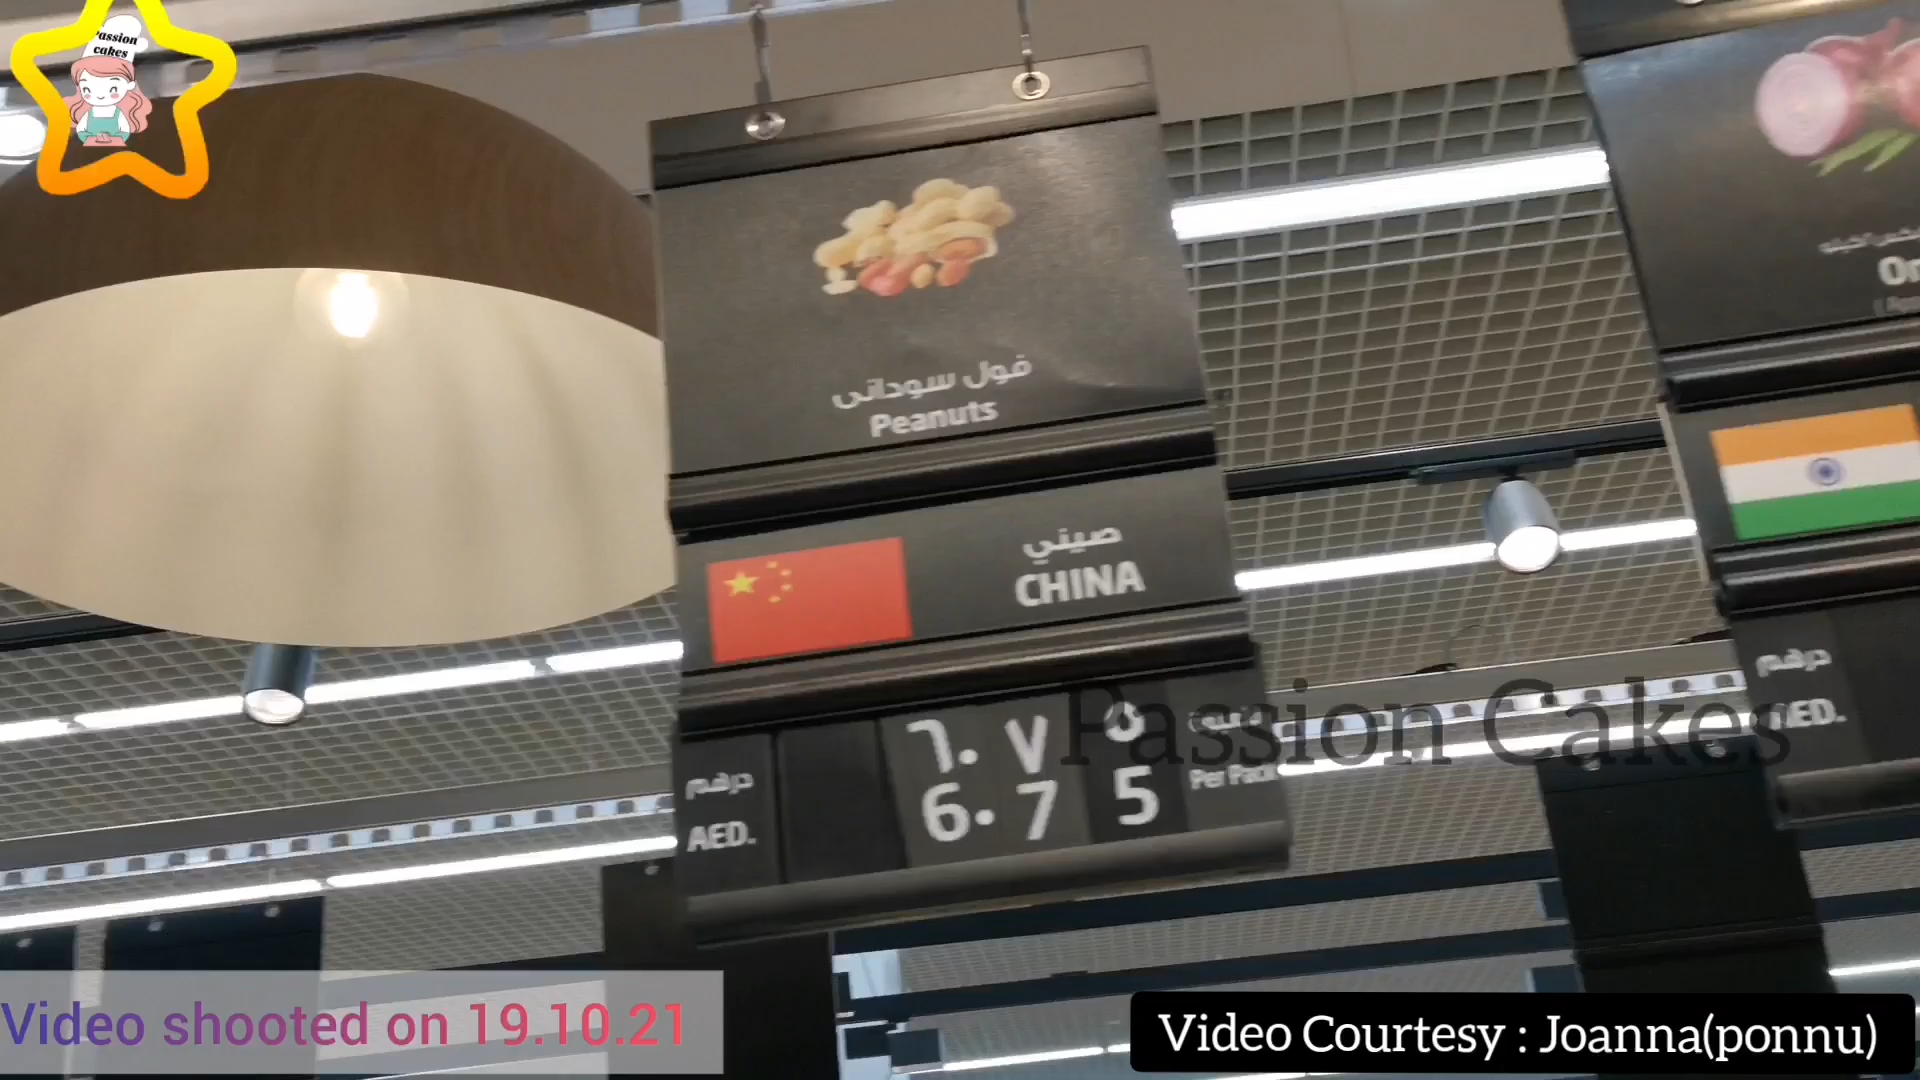 Passion
cakes
فول سودانى
Peanuts
صيني
CHINA
درهم
٦.٧٥
AED.
6.75
Per Pack
درهم
AED.
Passion Cakes
Video shooted on 19.10.21
Video Courtesy : Joanna(ponnu)